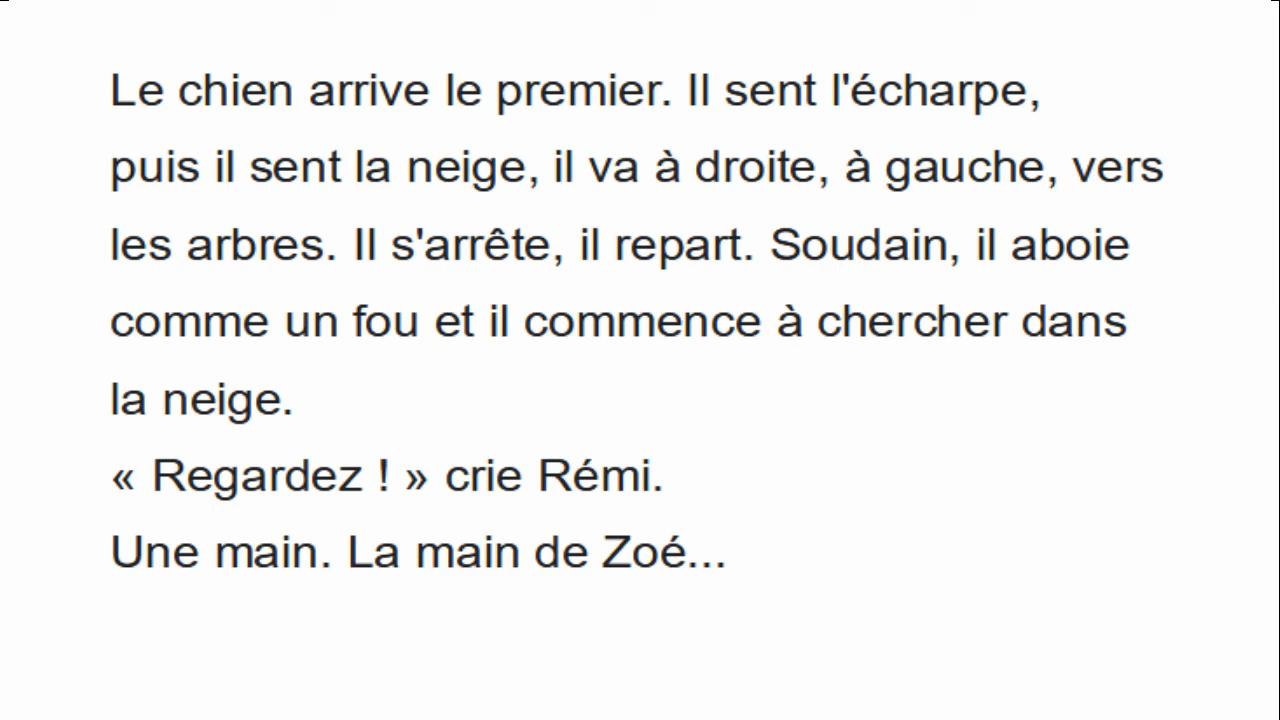 Le chien arrive le premier. Il sent l'écharpe,
puis il sent la neige, il va à droite, à gauche, vers
les arbres. Il s'arrête, il repart. Soudain, il aboie
comme un fou et il commence à chercher dans
la neige.
« Regardez ! » crie Rémi.
Une main. La main de Zoé...